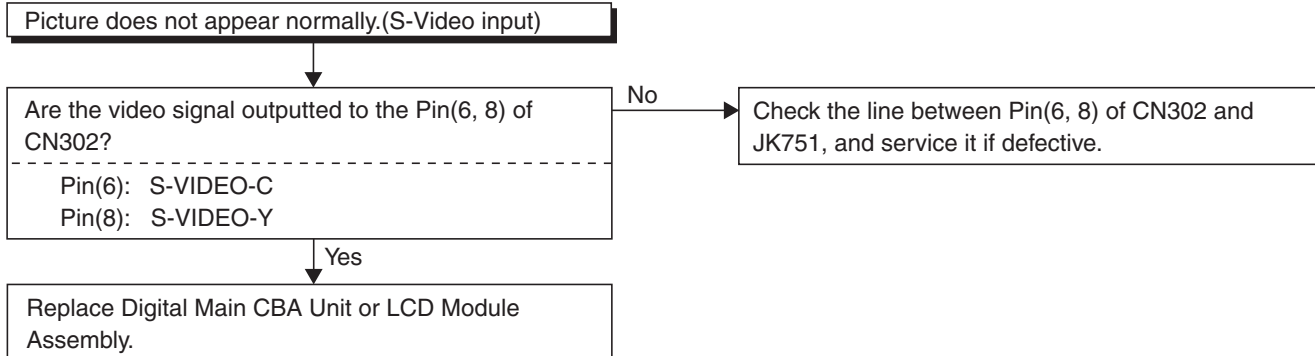 Picture does not appear normally.(S-Video input)
Are the video signal outputted to the Pin(6, 8) of
CN302?
Pin(6): S-VIDEO-C
Pin(8): S-VIDEO-Y
No
Check the line between Pin(6, 8) of CN302 and
JK751, and service it if defective.
Yes
Replace Digital Main CBA Unit or LCD Module
Assembly.